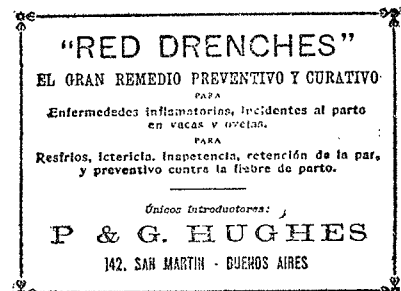 "RED DRENCHES"
EL GRAN REMEDIO PREVENTIVO Y CURATIVO
PARA
Enfermedades inflamatorias, incidentes al parto
en vacas y ovejas.
PARA
Resfrios, ictericia, inapetencia, retención de la par,
y preventivo contra la fiebre de parto.
Únicos Introductores:
P & G. HUGHES
142, SAN MARTIN - BUENOS AIRES